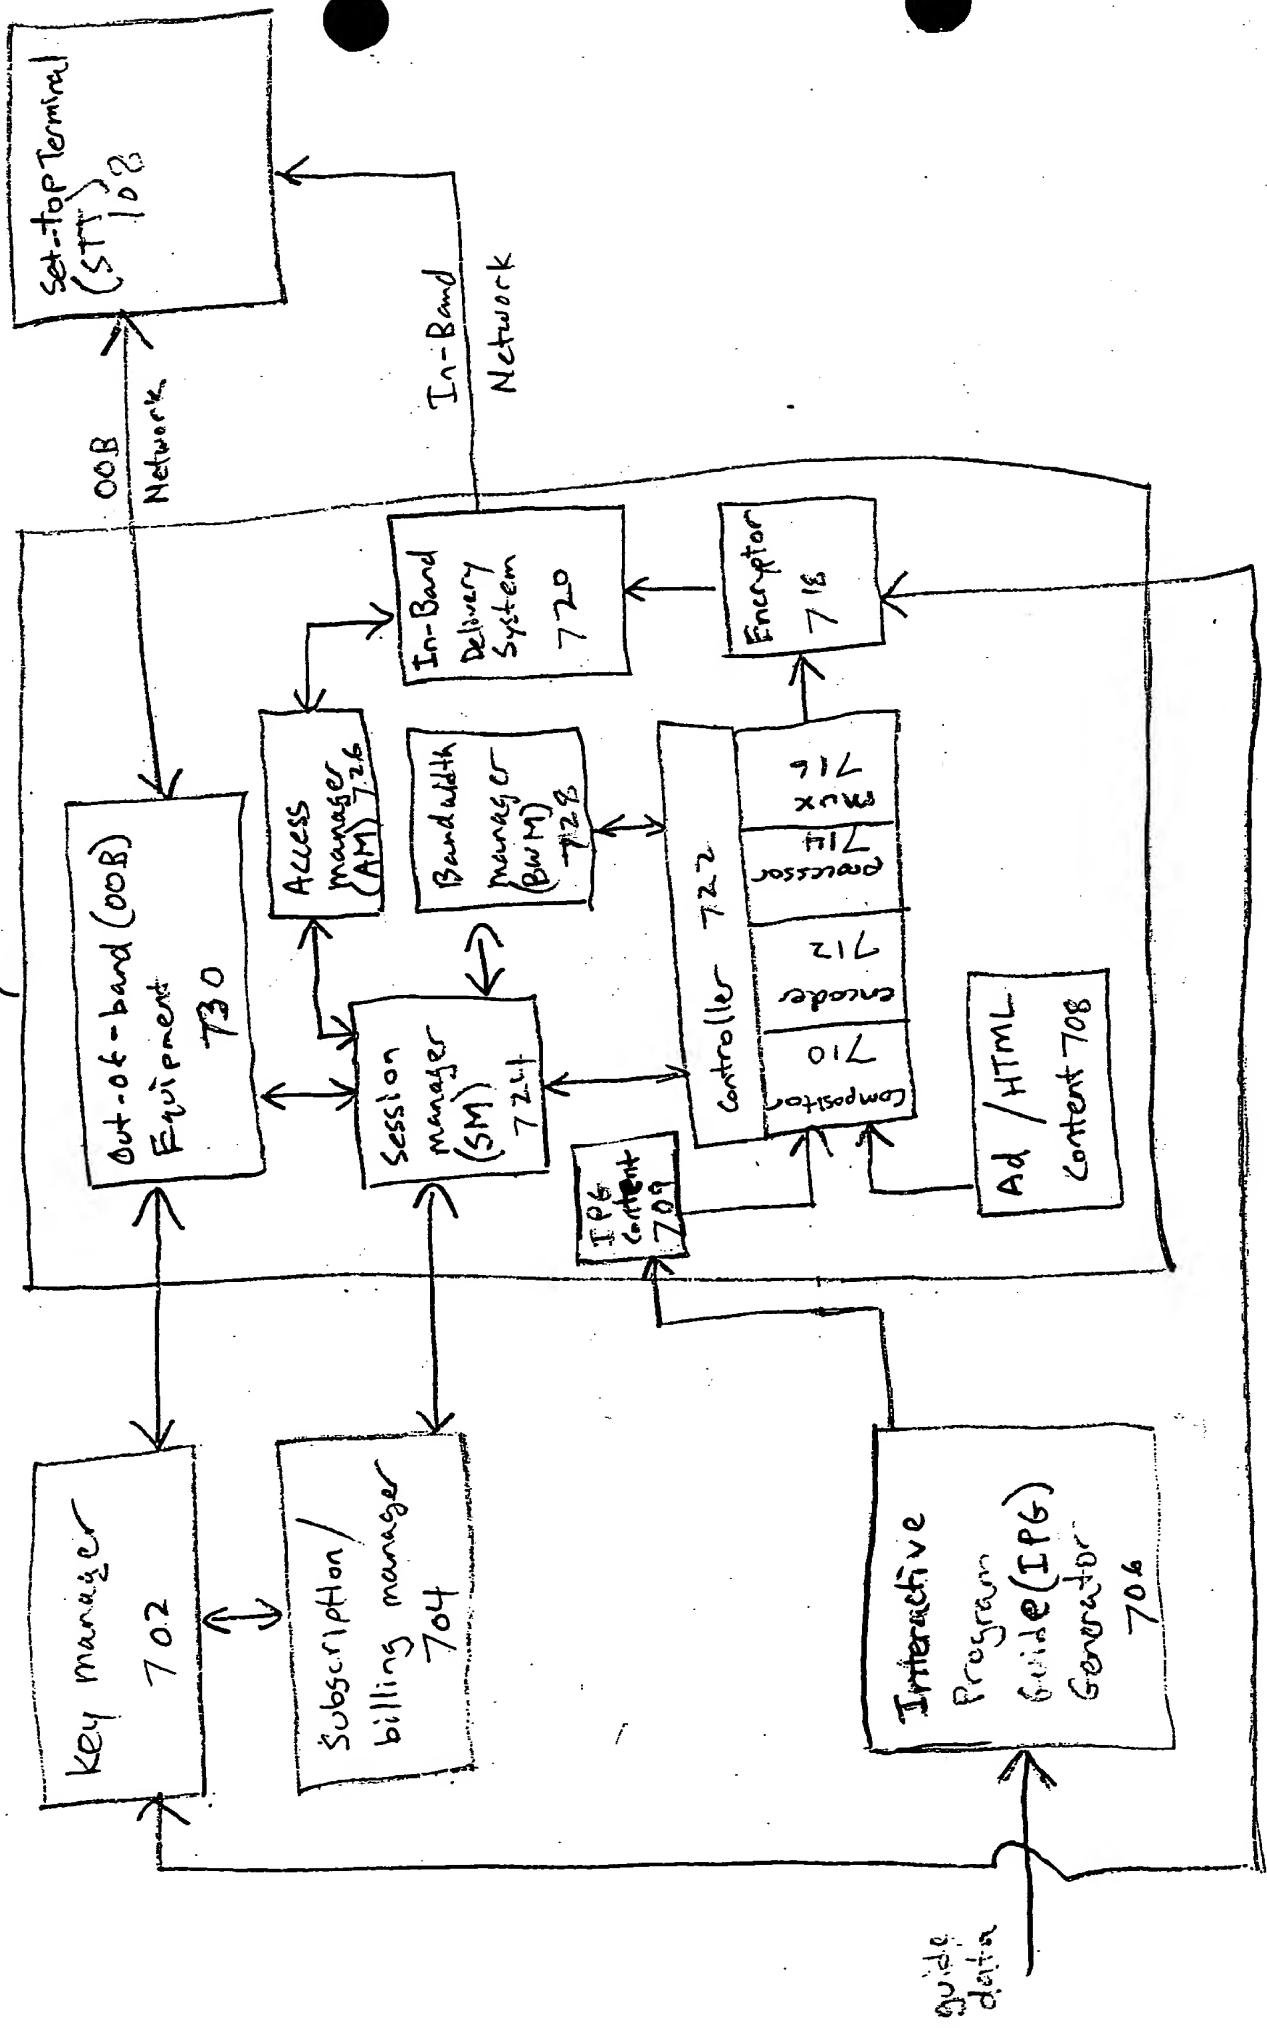 Key manager
702
Subscription/
billing manager
704
guide
data
Interactive
Program
Guide(IPG)
Generator
706
Out-of-band (OOB)
Equipment
730
Session
manager
(SM)
724
Access
manager
(AM) 726
Bandwidth
manager
(BWM)
728
IPG
Content
709
Controller 722
Compositor
710
encoder
712
processor
714
mux
716
Ad / HTML
Content 708
Encryptor
718
In-Band
Delivery
System
720
OOB
Network
In-Band
Network
Set-top Terminal
(STT)
102